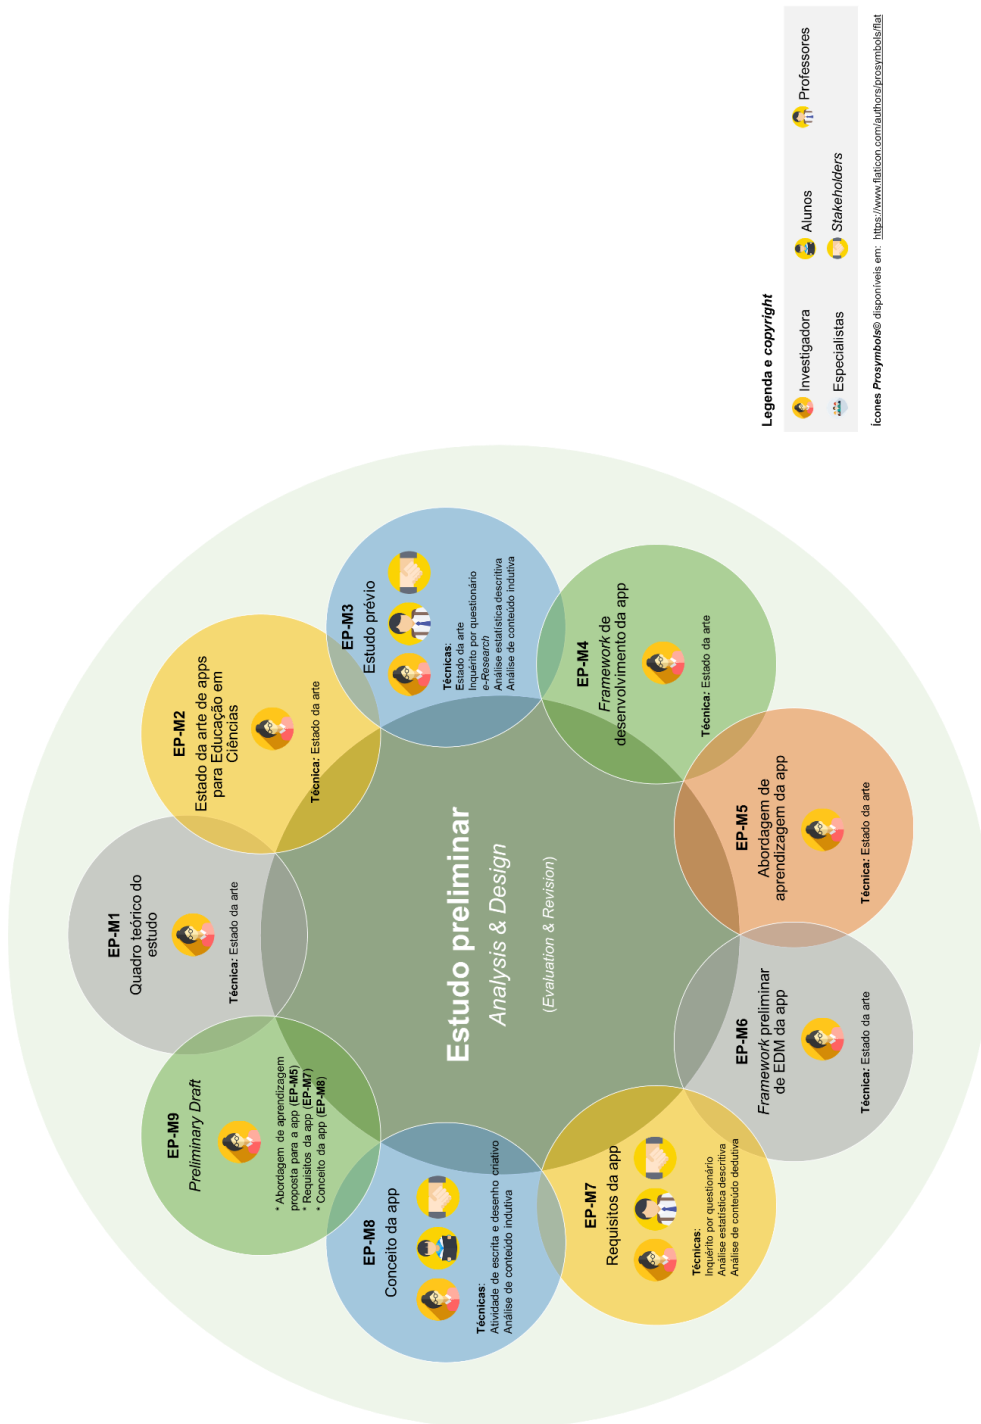 Estudo preliminar
Analysis & Design
(Evaluation & Revision)
EP-M1
Quadro teórico do
estudo
Técnica: Estado da arte
EP-M2
Estado da arte de apps
para Educação em
Ciências
Técnica: Estado da arte
EP-M3
Estudo prévio
Técnicas:
Estado da arte
Inquérito por questionário
e-Research
Análise estatística descritiva
Análise de conteúdo indutiva
EP-M4
Framework de
desenvolvimento da app
Técnica: Estado da arte
EP-M5
Abordagem de
aprendizagem da app
Técnica: Estado da arte
EP-M6
Framework preliminar
de EDM da app
Técnica: Estado da arte
EP-M7
Requisitos da app
Técnicas:
Inquérito por questionário
Análise estatística descritiva
Análise de conteúdo dedutiva
EP-M8
Conceito da app
Técnicas:
Atividade de escrita e desenho criativo
Análise de conteúdo indutiva
EP-M9
Preliminary Draft
* Abordagem de aprendizagem
proposta para a app (EP-M5)
* Requisitos da app (EP-M7)
* Conceito da app (EP-M8)
Legenda e copyright
Investigadora Alunos Professores
Especialistas Stakeholders
Ícones Prosymbols© disponíveis em: https://www.flaticon.com/authors/prosymbols/flat